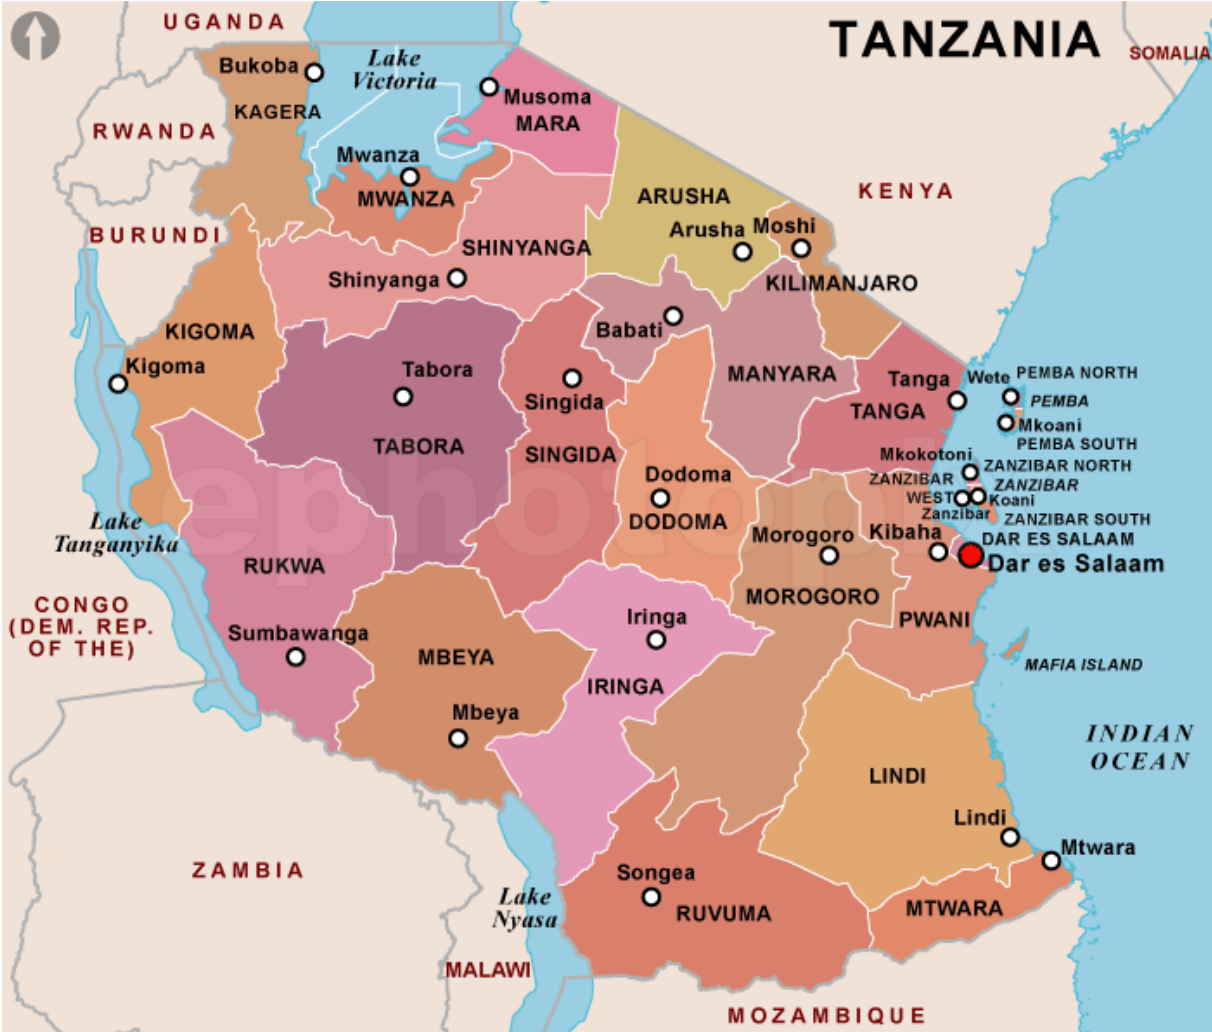 UGANDA
TANZANIA
SOMALIA
Lake
Victoria
Bukoba
KAGERA
Musoma
MARA
RWANDA
Mwanza
MWANZA
KENYA
ARUSHA
Arusha
Moshi
BURUNDI
SHINYANGA
Shinyanga
KILIMANJARO
KIGOMA
Babati
Kigoma
Tabora
MANYARA
Tanga
TANGA
Wete
PEMBA NORTH
PEMBA
Singida
Mkoani
PEMBA SOUTH
TABORA
SINGIDA
Mkokotoni
ZANZIBAR NORTH
Dodoma
ZANZIBAR
WEST
ZANZIBAR
Koani
Zanzibar
ZANZIBAR SOUTH
DODOMA
ephotopix
Lake
Tanganyika
Morogoro
Kibaha
DAR ES SALAAM
Dar es Salaam
RUKWA
MOROGORO
CONGO
(DEM. REP.
OF THE)
Sumbawanga
Iringa
PWANI
MBEYA
IRINGA
MAFIA ISLAND
Mbeya
INDIAN
OCEAN
LINDI
Lindi
Mtwara
ZAMBIA
Songea
Lake
Nyasa
RUVUMA
MTWARA
MALAWI
MOZAMBIQUE